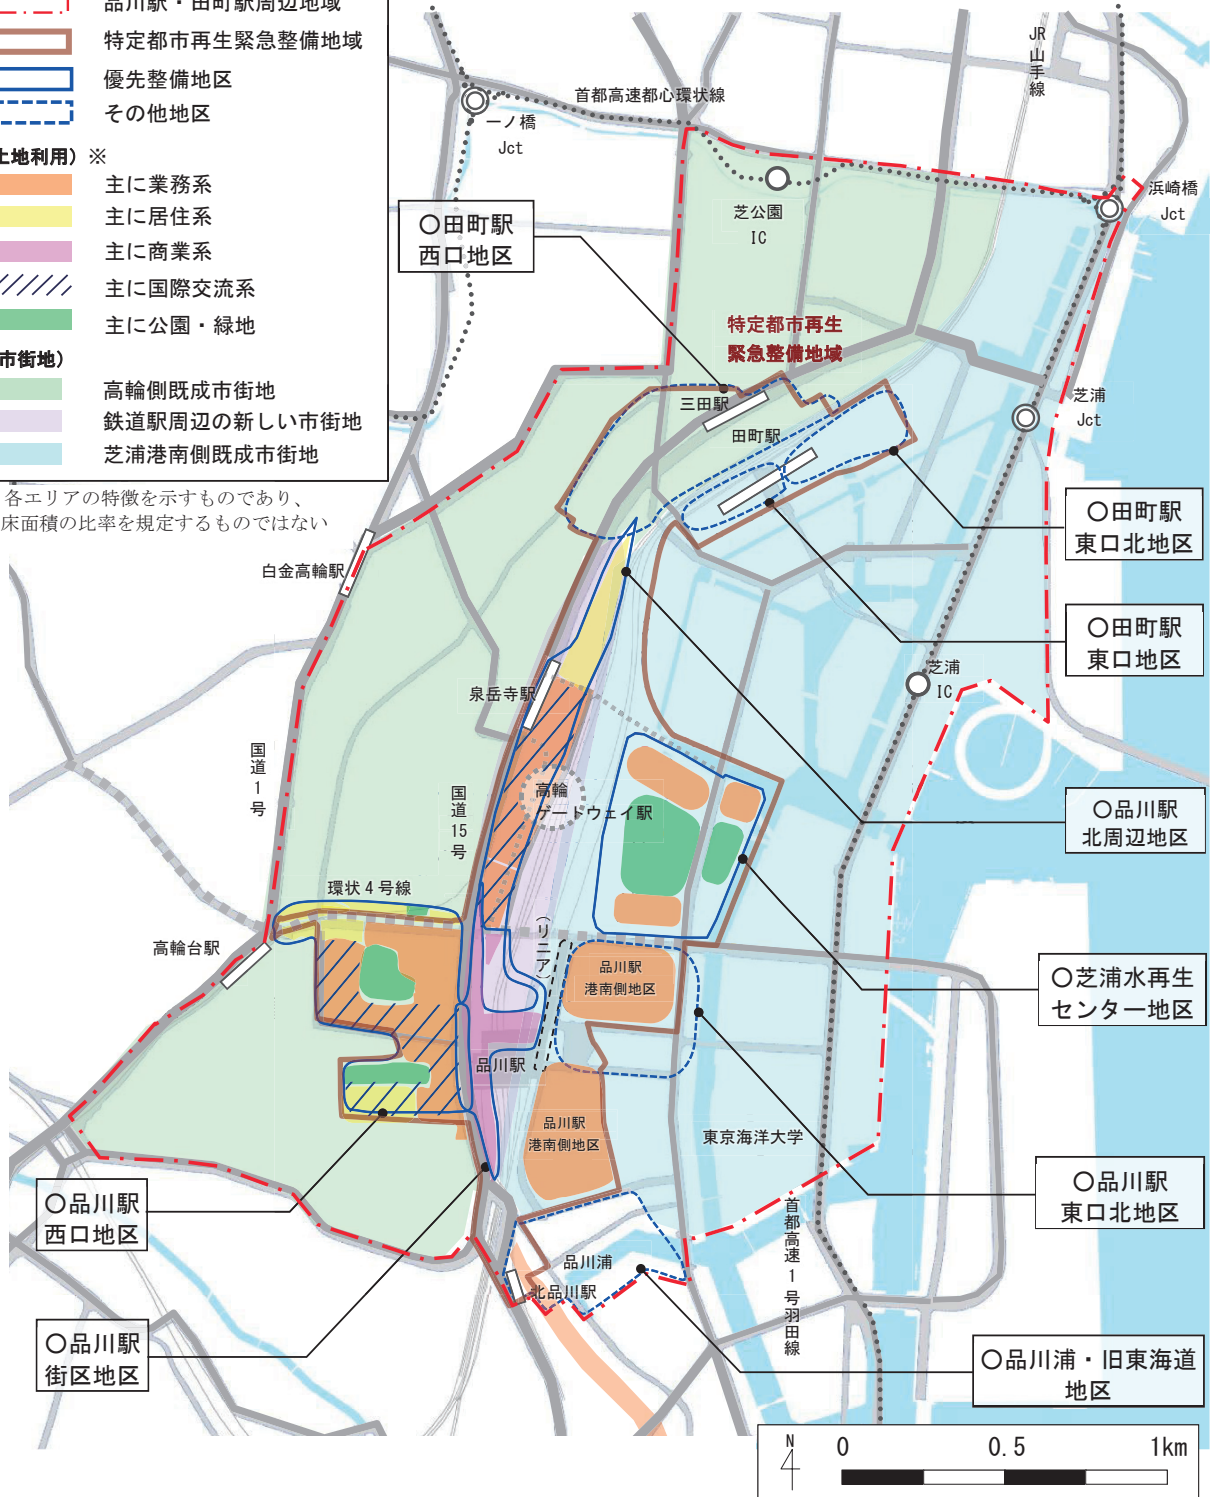 品川駅・田町駅周辺地域
特定都市再生緊急整備地域
優先整備地区
その他地区
土地利用）※
主に業務系
主に居住系
主に商業系
主に国際交流系
主に公園・緑地
市街地）
高輪側既成市街地
鉄道駅周辺の新しい市街地
芝浦港南側既成市街地
各エリアの特徴を示すものであり、
床面積の比率を規定するものではない
JR山手線
首都高速都心環状線
一ノ橋
Jct
芝公園
IC
浜崎橋
Jct
〇田町駅
西口地区
特定都市再生
緊急整備地域
三田駅
田町駅
芝浦
Jct
〇田町駅
東口北地区
白金高輪駅
〇田町駅
東口地区
芝浦
IC
泉岳寺駅
国道1号
国道15号
高輪
ゲートウェイ駅
〇品川駅
北周辺地区
環状4号線
高輪台駅
（リニア）
品川駅
港南側地区
〇芝浦水再生
センター地区
品川駅
品川駅
港南側地区
東京海洋大学
〇品川駅
西口地区
〇品川駅
東口北地区
首都高速1号羽田線
品川浦
北品川駅
〇品川駅
街区地区
〇品川浦・旧東海道
地区
N
0 0.5 1km